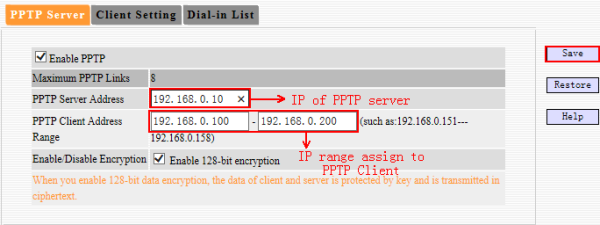 PPTP Server Client Setting Dial-in List
Enable PPTP
Save
Maximum PPTP Links 8
Restore
PPTP Server Address 192.168.0.10 × IP of PPTP server
PPTP Client Address 192.168.0.100 - 192.168.0.200 (such as:192.168.0.151---
Range 192.168.0.158)
Help
Enable/Disable Encryption Enable 128-bit encryption IP range assign to
PPTP Client
When you enable 128-bit data encryption, the data of client and server is protected by key and is transmitted in
ciphertext.